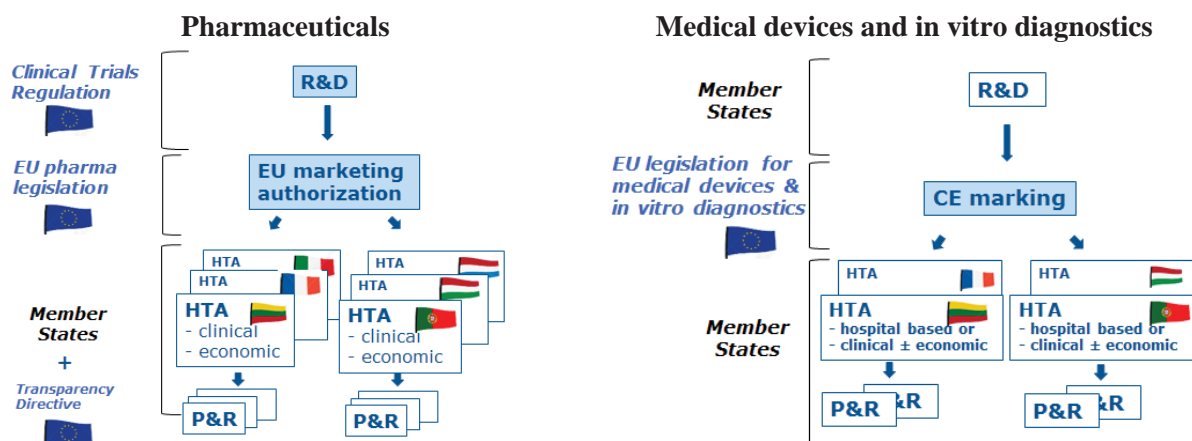 Pharmaceuticals
Clinical Trials
Regulation
R&D
EU pharma
legislation
EU marketing
authorization
HTA
HTA
HTA
- clinical
- economic
HTA
HTA
HTA
- clinical
- economic
Member
States
+
Transparency
Directive
P&R
P&R
Medical devices and in vitro diagnostics
Member
States
R&D
EU legislation for
medical devices &
in vitro diagnostics
CE marking
HTA
HTA
- hospital based or
- clinical ± economic
HTA
HTA
- hospital based or
- clinical ± economic
Member
States
P&R
&R
P&R
&R